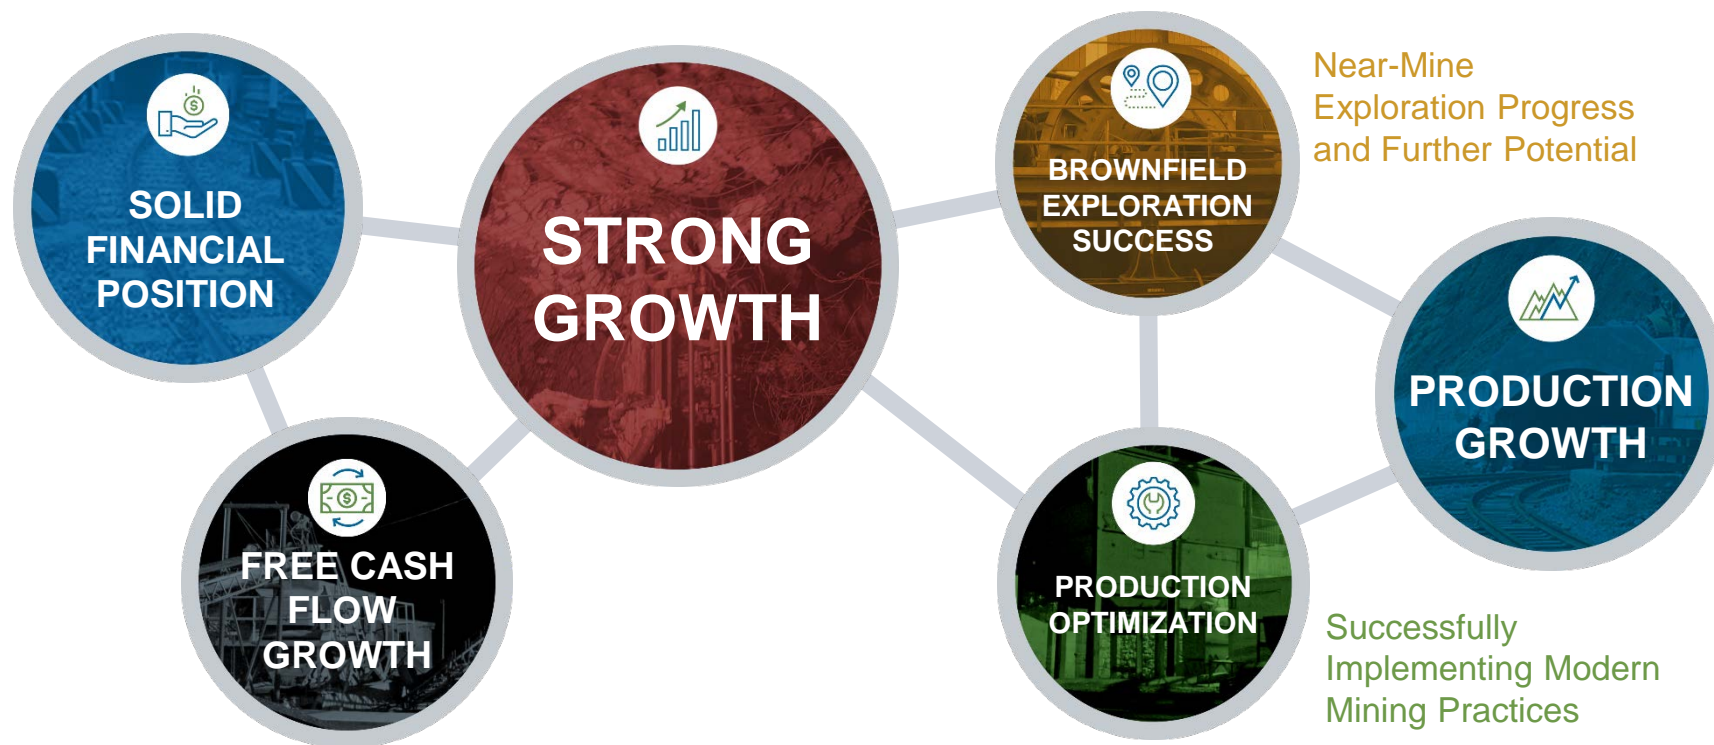 SOLID
FINANCIAL
POSITION
STRONG
GROWTH
BROWNFIELD
EXPLORATION
SUCCESS
Near-Mine
Exploration Progress
and Further Potential
PRODUCTION
GROWTH
FREE CASH
FLOW
GROWTH
PRODUCTION
OPTIMIZATION
Successfully
Implementing Modern
Mining Practices